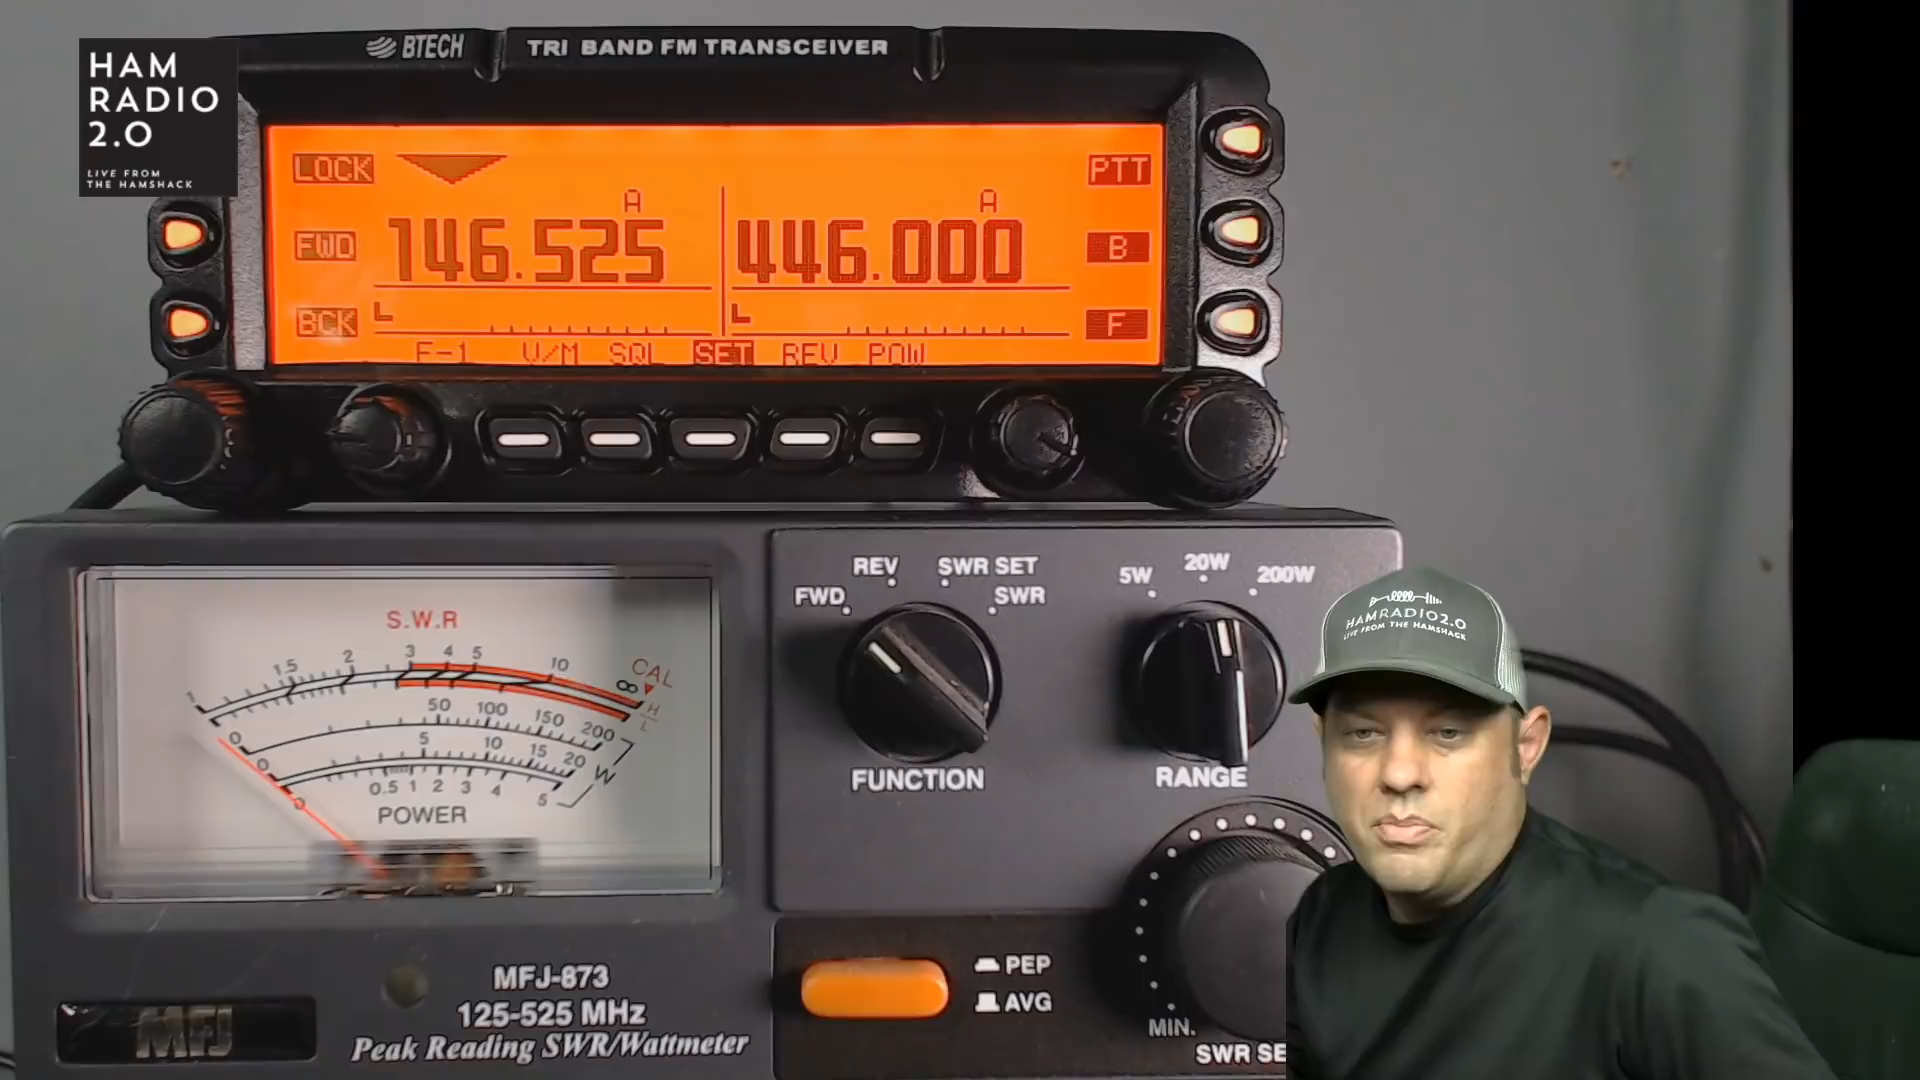 HAM
RADIO
2.0
LIVE FROM
THE HAMSHACK
BTECH TRI BAND FM TRANSCEIVER
LOCK
PTT
A A
FWD 146.525 446.000 B
BCK L L F
F-1 V/M SQL SET REV POW
S.W.R
1 1.5 2 3 4 5 10 ∞ CAL
H
L
0 50 100 150 200
0 5 10 15 20 W
0 0.5 1 2 3 4 5
POWER
FWD REV SWR SET SWR
FUNCTION
5W 20W 200W
RANGE
HAMRADIO2.0
LIVE FROM THE HAMSHACK
MFJ-873
125-525 MHz
Peak Reading SWR/Wattmeter
MFJ
PEP
AVG
MIN.
SWR SE